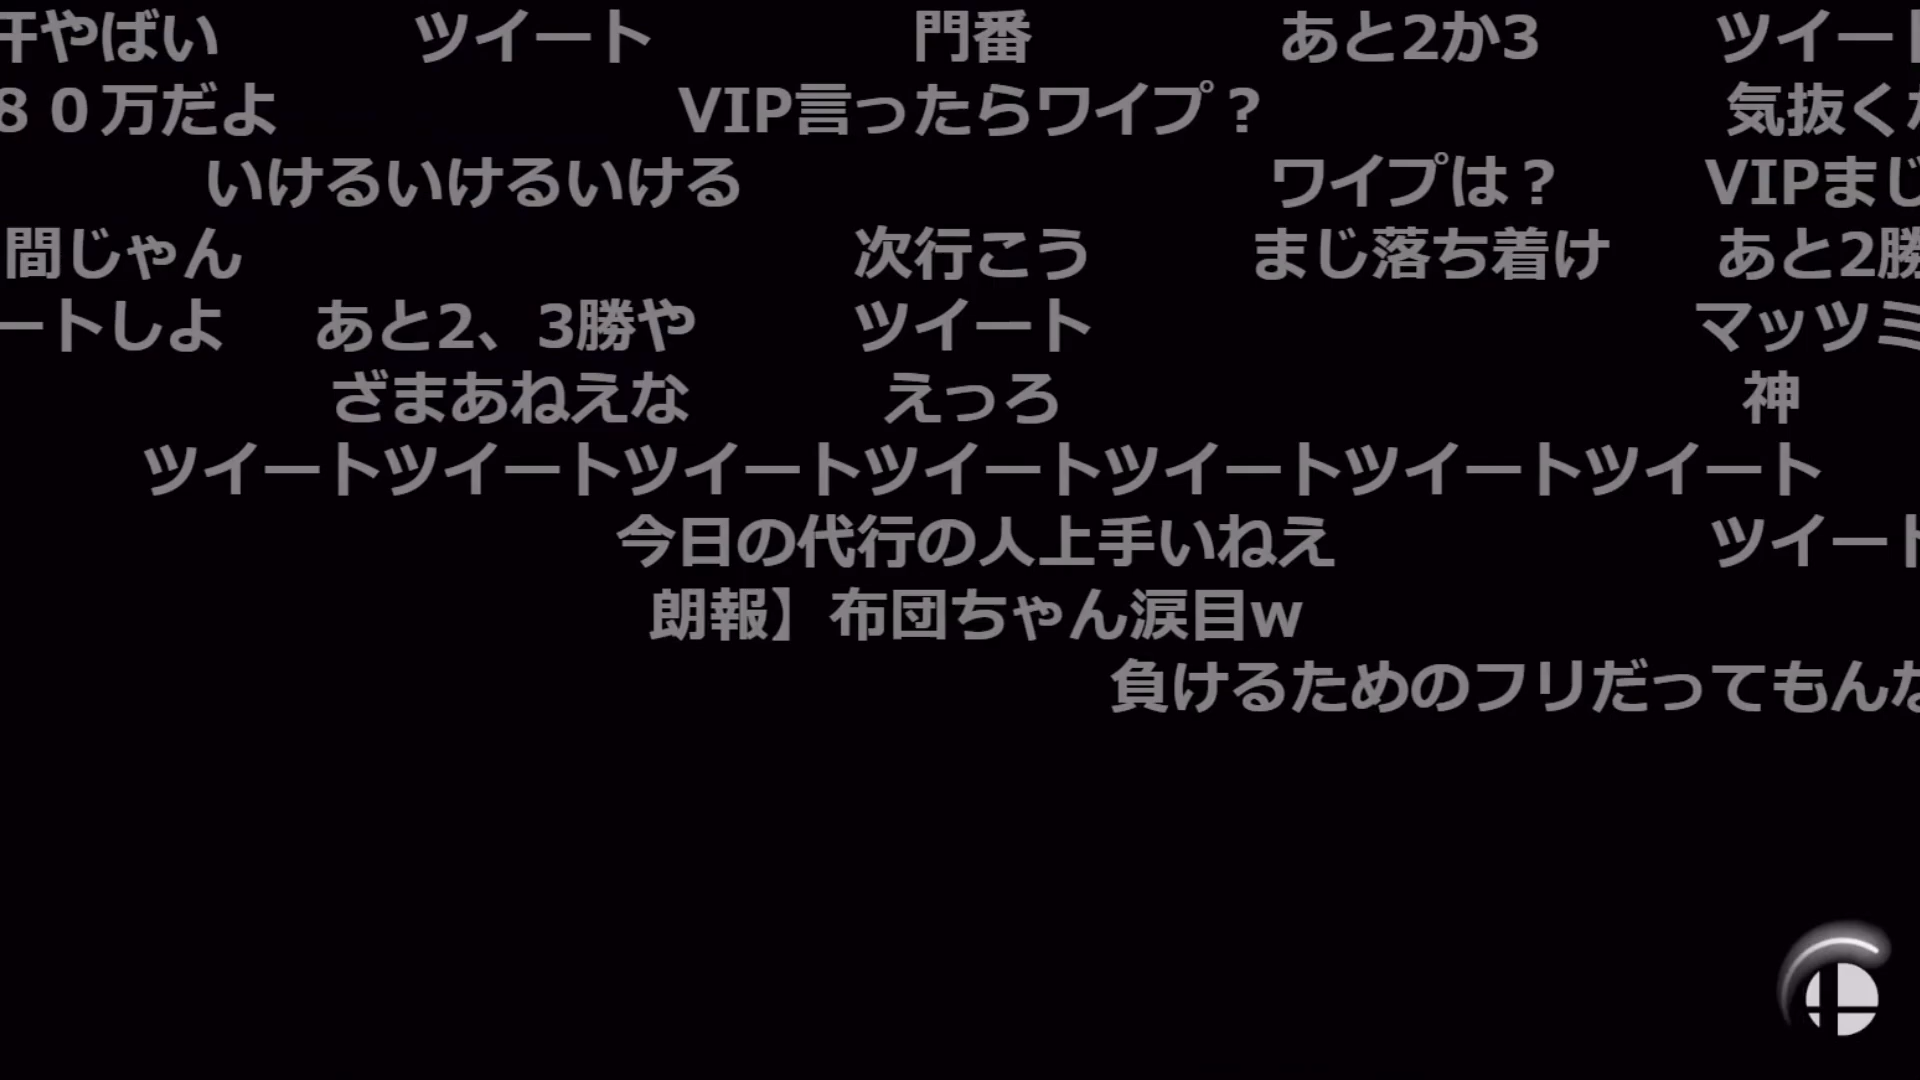 やばい ツイート 門番 あと2か3 ツイー
８０万だよ VIP言ったらワイプ？ 気抜く
いけるいけるいける ワイプは？ VIPまじ
間じゃん 次行こう まじ落ち着け あと2勝
ートしよ あと2、3勝や ツイート マッツミ
ざまあねえな えっろ 神
ツイートツイートツイートツイートツイートツイートツイート
今日の代行の人上手いねえ ツイート
朗報】布団ちゃん涙目w
負けるためのフリだってもんな